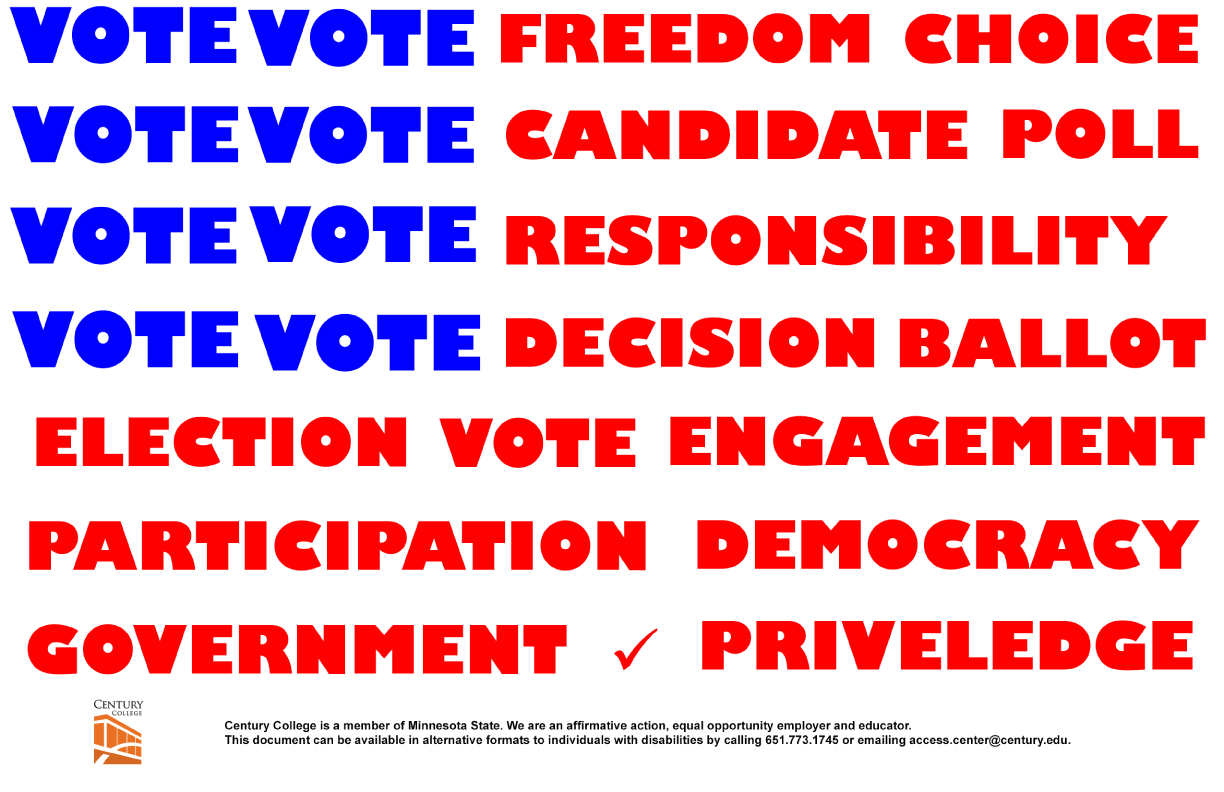 VOTE VOTE FREEDOM CHOICE
VOTE VOTE CANDIDATE POLL
VOTE VOTE RESPONSIBILITY
VOTE VOTE DECISION BALLOT
ELECTION VOTE ENGAGEMENT
PARTICIPATION DEMOCRACY
GOVERNMENT ✓ PRIVELEDGE
CENTURY
COLLEGE
Century College is a member of Minnesota State. We are an affirmative action, equal opportunity employer and educator.
This document can be available in alternative formats to individuals with disabilities by calling 651.773.1745 or emailing access.center@century.edu.